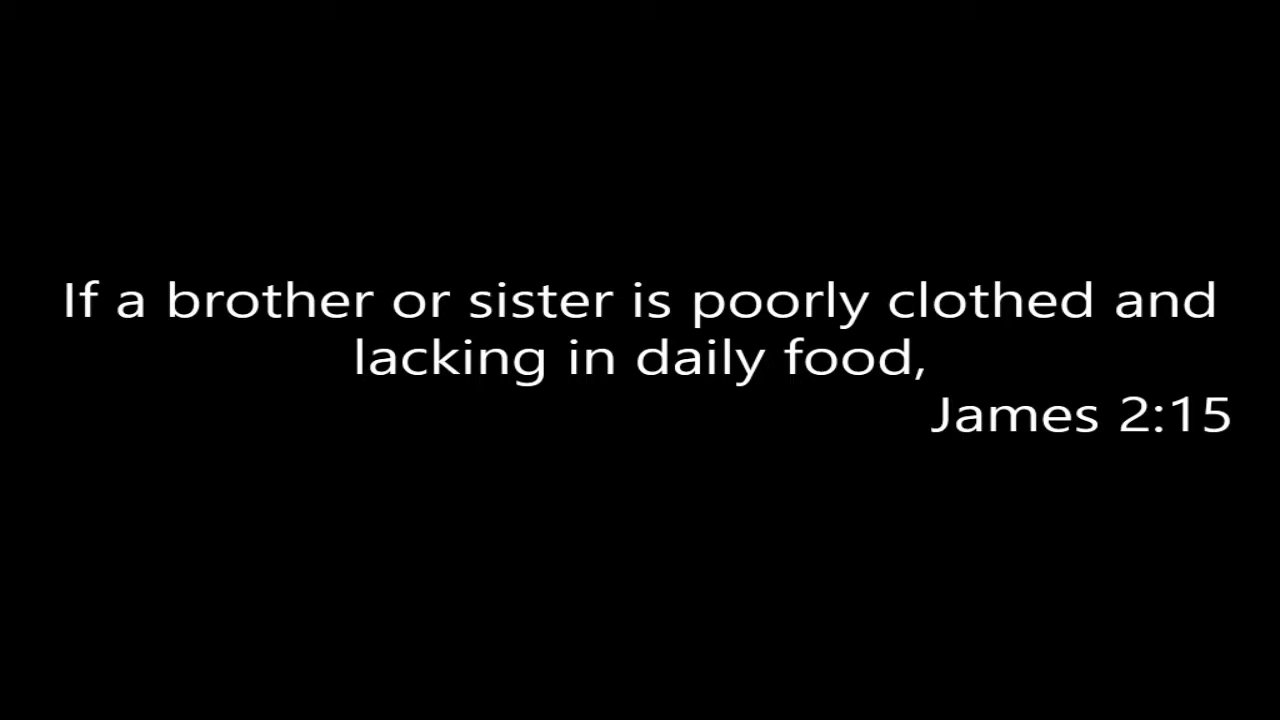 If a brother or sister is poorly clothed and
lacking in daily food,
James 2:15